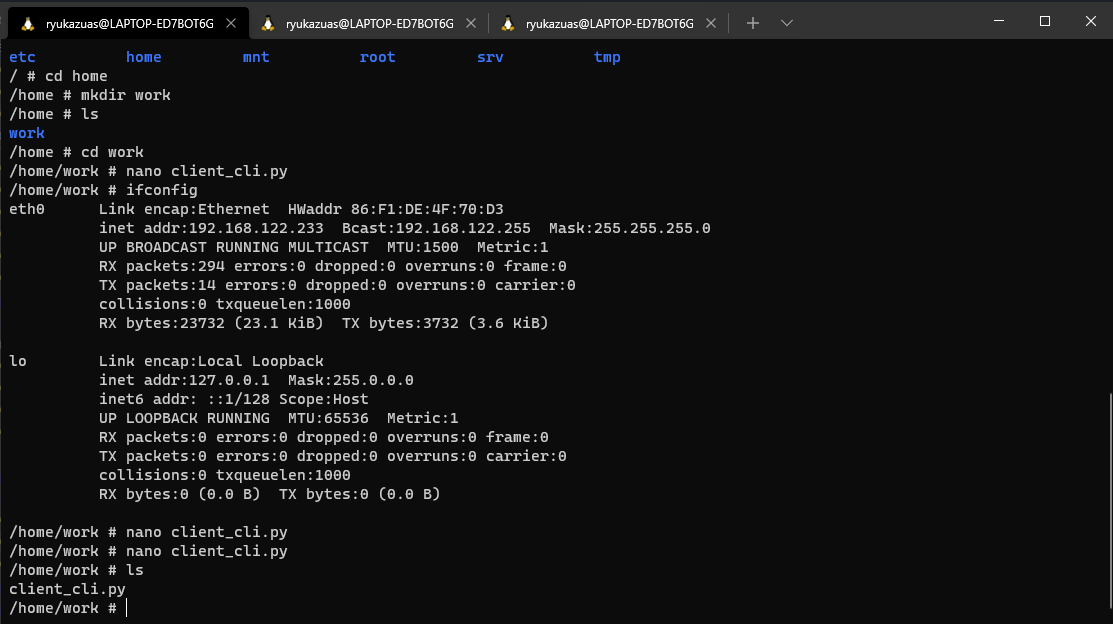 ryukazuas@LAPTOP-ED7BOT6G ryukazuas@LAPTOP-ED7BOT6G ryukazuas@LAPTOP-ED7BOT6G
etc home mnt root srv tmp
/ # cd home
/home # mkdir work
/home # ls
work
/home # cd work
/home/work # nano client_cli.py
/home/work # ifconfig
eth0 Link encap:Ethernet HWaddr 86:F1:DE:4F:70:D3
inet addr:192.168.122.233 Bcast:192.168.122.255 Mask:255.255.255.0
UP BROADCAST RUNNING MULTICAST MTU:1500 Metric:1
RX packets:294 errors:0 dropped:0 overruns:0 frame:0
TX packets:14 errors:0 dropped:0 overruns:0 carrier:0
collisions:0 txqueuelen:1000
RX bytes:23732 (23.1 KiB) TX bytes:3732 (3.6 KiB)
lo Link encap:Local Loopback
inet addr:127.0.0.1 Mask:255.0.0.0
inet6 addr: ::1/128 Scope:Host
UP LOOPBACK RUNNING MTU:65536 Metric:1
RX packets:0 errors:0 dropped:0 overruns:0 frame:0
TX packets:0 errors:0 dropped:0 overruns:0 carrier:0
collisions:0 txqueuelen:1000
RX bytes:0 (0.0 B) TX bytes:0 (0.0 B)
/home/work # nano client_cli.py
/home/work # nano client_cli.py
/home/work # ls
client_cli.py
/home/work #